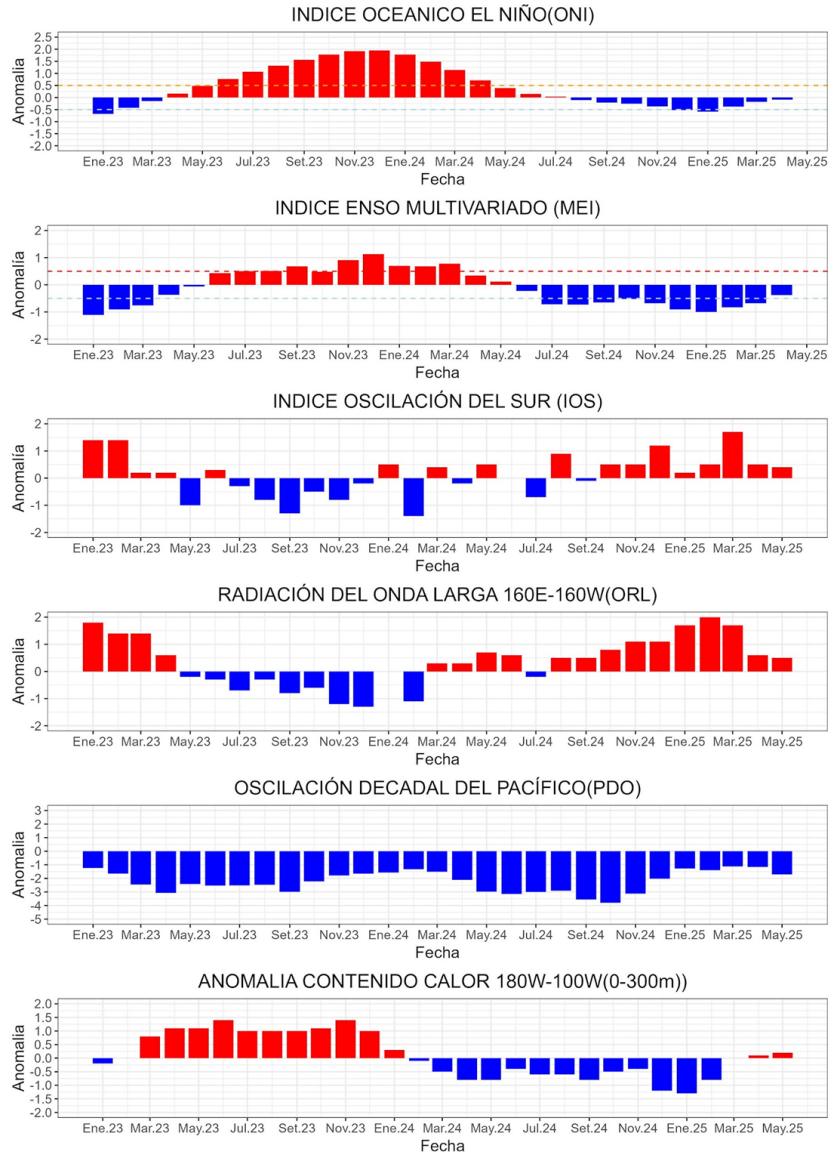 INDICE OCEANICO EL NIÑO(ONI)
Anomalia
2.5
2.0
1.5
1.0
0.5
0.0
-0.5
-1.0
-1.5
-2.0
Ene.23 Mar.23 May.23 Jul.23 Set.23 Nov.23 Ene.24 Mar.24 May.24 Jul.24 Set.24 Nov.24 Ene.25 Mar.25 May.25
Fecha
INDICE ENSO MULTIVARIADO (MEI)
Anomalia
2
1
0
-1
-2
Ene.23 Mar.23 May.23 Jul.23 Set.23 Nov.23 Ene.24 Mar.24 May.24 Jul.24 Set.24 Nov.24 Ene.25 Mar.25 May.25
Fecha
INDICE OSCILACIÓN DEL SUR (IOS)
Anomalía
2
1
0
-1
-2
Ene.23 Mar.23 May.23 Jul.23 Set.23 Nov.23 Ene.24 Mar.24 May.24 Jul.24 Set.24 Nov.24 Ene.25 Mar.25 May.25
Fecha
RADIACIÓN DEL ONDA LARGA 160E-160W(ORL)
Anomalia
2
1
0
-1
-2
Ene.23 Mar.23 May.23 Jul.23 Set.23 Nov.23 Ene.24 Mar.24 May.24 Jul.24 Set.24 Nov.24 Ene.25 Mar.25 May.25
Fecha
OSCILACIÓN DECADAL DEL PACÍFICO(PDO)
Anomalia
3
2
1
0
-1
-2
-3
-4
-5
Ene.23 Mar.23 May.23 Jul.23 Set.23 Nov.23 Ene.24 Mar.24 May.24 Jul.24 Set.24 Nov.24 Ene.25 Mar.25 May.25
Fecha
ANOMALIA CONTENIDO CALOR 180W-100W(0-300m))
Anomalia
2.0
1.5
1.0
0.5
0.0
-0.5
-1.0
-1.5
-2.0
Ene.23 Mar.23 May.23 Jul.23 Set.23 Nov.23 Ene.24 Mar.24 May.24 Jul.24 Set.24 Nov.24 Ene.25 Mar.25 May.25
Fecha